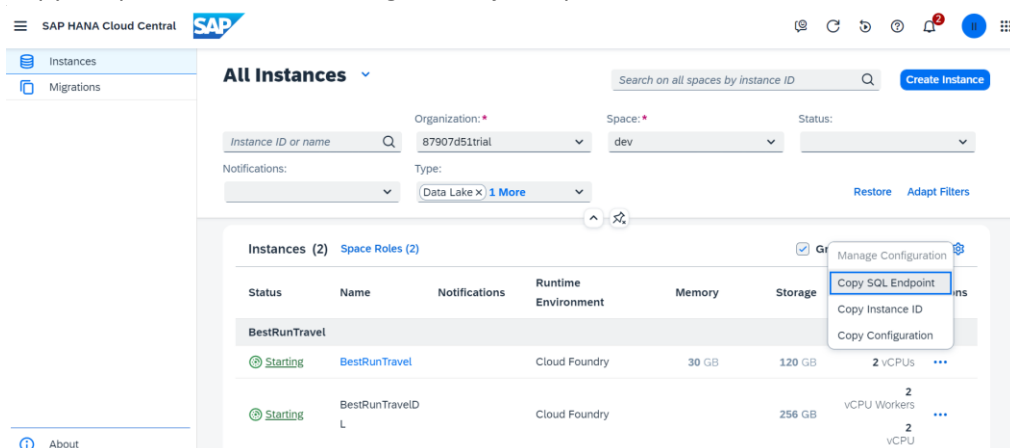 SAP HANA Cloud Central
SAP
2
Instances
Migrations
All Instances
Search on all spaces by instance ID
Create Instance
Organization:*
Space:*
Status:
Instance ID or name
87907d51trial
dev
Notifications:
Type:
Data Lake × 1 More
Restore Adapt Filters
Instances (2) Space Roles (2)
Manage Configuration
Copy SQL Endpoint
Copy Instance ID
Copy Configuration
Status Name Notifications Runtime Environment Memory Storage
BestRunTravel
Starting BestRunTravel Cloud Foundry 30 GB 120 GB 2 vCPUs ...
Starting BestRunTravelD
L
Cloud Foundry 256 GB
2
vCPU Workers
...
2
vCPU
About